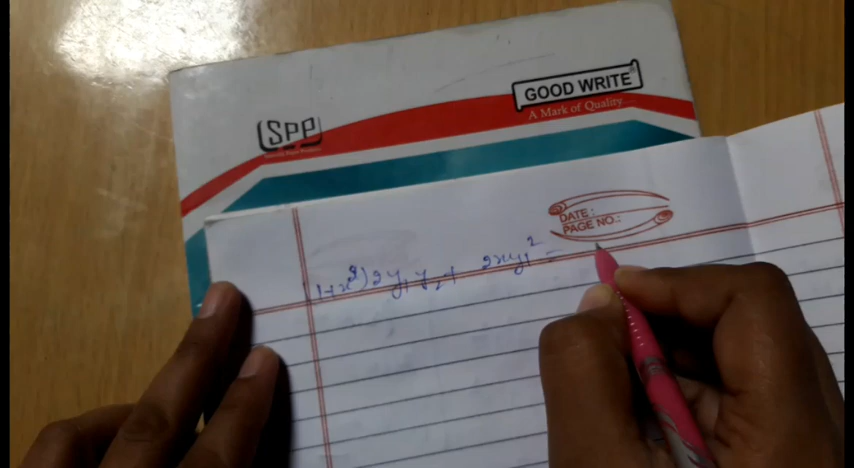 GOOD WRITE
A Mark of Quality....
SPP
DATE :
PAGE NO.:
(1+x²)2y₁y₂+ 2xy₁² =